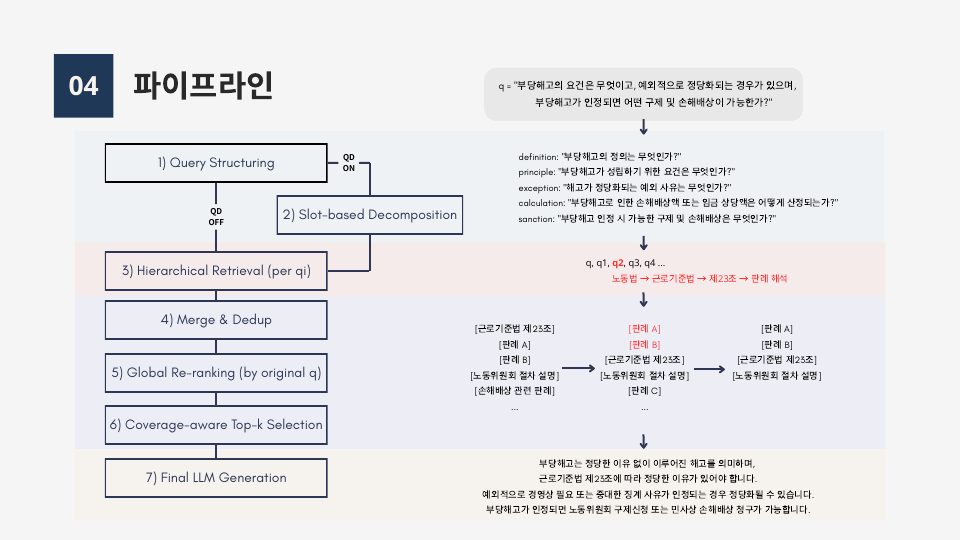 04
파이프라인
q = "부당해고의 요건은 무엇이고, 예외적으로 정당화되는 경우가 있으며,
부당해고가 인정되면 어떤 구제 및 손해배상이 가능한가?"
1) Query Structuring
QD
ON
QD
OFF
2) Slot-based Decomposition
definition: "부당해고의 정의는 무엇인가?"
principle: "부당해고가 성립하기 위한 요건은 무엇인가?"
exception: "해고가 정당화되는 예외 사유는 무엇인가?"
calculation: "부당해고로 인한 손해배상액 또는 임금 상당액은 어떻게 산정되는가?"
sanction: "부당해고 인정 시 가능한 구제 및 손해배상은 무엇인가?"
3) Hierarchical Retrieval (per qi)
q, q1, q2, q3, q4 ...
노동법 → 근로기준법 → 제23조 → 판례 해석
4) Merge & Dedup
5) Global Re-ranking (by original q)
6) Coverage-aware Top-k Selection
[근로기준법 제23조]
[판례 A]
[판례 B]
[노동위원회 절차 설명]
[손해배상 관련 판례]
...
[판례 A]
[판례 B]
[근로기준법 제23조]
[노동위원회 절차 설명]
[판례 C]
...
[판례 A]
[판례 B]
[근로기준법 제23조]
[노동위원회 절차 설명]
7) Final LLM Generation
부당해고는 정당한 이유 없이 이루어진 해고를 의미하며,
근로기준법 제23조에 따라 정당한 이유가 있어야 합니다.
예외적으로 경영상 필요 또는 중대한 징계 사유가 인정되는 경우 정당화될 수 있습니다.
부당해고가 인정되면 노동위원회 구제신청 또는 민사상 손해배상 청구가 가능합니다.